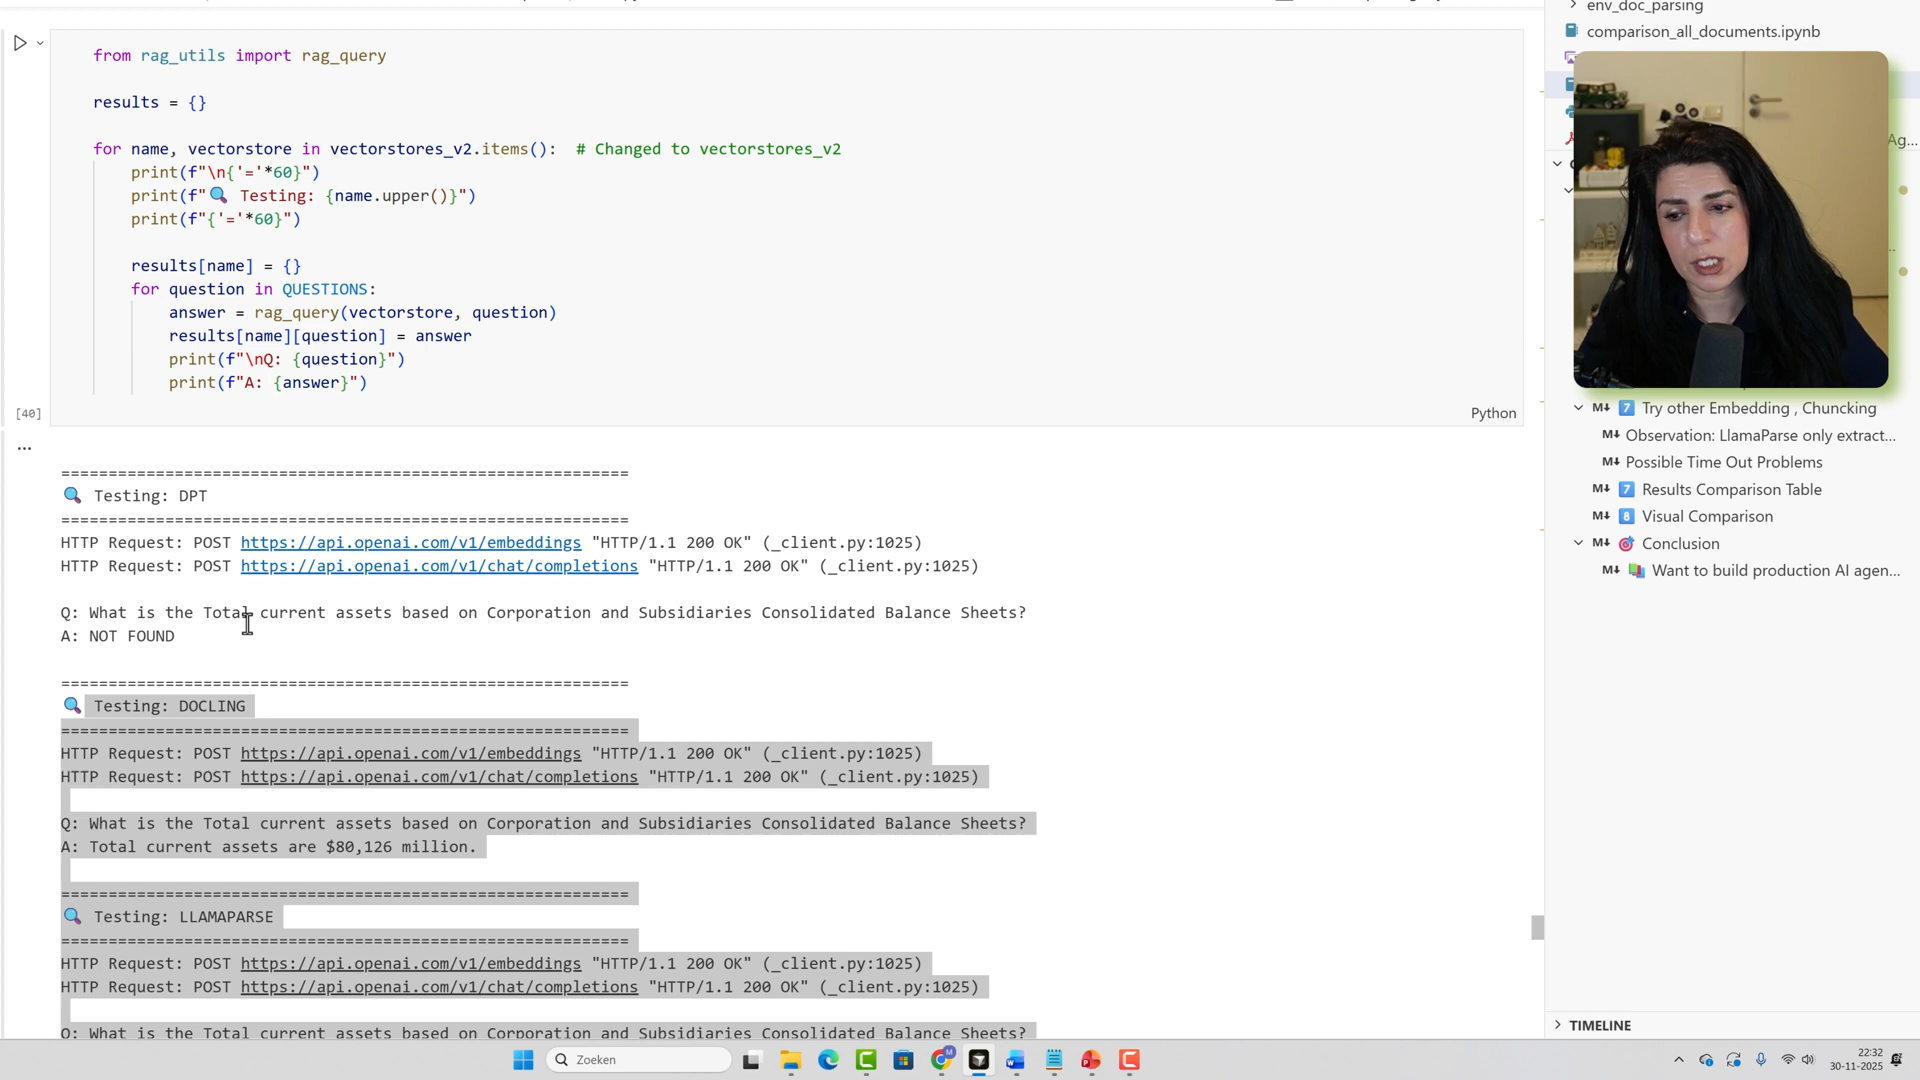 from rag_utils import rag_query
results = {}
for name, vectorstore in vectorstores_v2.items():  # Changed to vectorstores_v2
print(f"\n{'='*60}")
print(f"🔍 Testing: {name.upper()}")
print(f"{'='*60}")
results[name] = {}
for question in QUESTIONS:
answer = rag_query(vectorstore, question)
results[name][question] = answer
print(f"\nQ: {question}")
print(f"A: {answer}")
[40]
Python
...
============================================================
🔍 Testing: DPT
============================================================
HTTP Request: POST https://api.openai.com/v1/embeddings "HTTP/1.1 200 OK" (_client.py:1025)
HTTP Request: POST https://api.openai.com/v1/chat/completions "HTTP/1.1 200 OK" (_client.py:1025)
Q: What is the Total current assets based on Corporation and Subsidiaries Consolidated Balance Sheets?
A: NOT FOUND
============================================================
🔍 Testing: DOCLING
============================================================
HTTP Request: POST https://api.openai.com/v1/embeddings "HTTP/1.1 200 OK" (_client.py:1025)
HTTP Request: POST https://api.openai.com/v1/chat/completions "HTTP/1.1 200 OK" (_client.py:1025)
Q: What is the Total current assets based on Corporation and Subsidiaries Consolidated Balance Sheets?
A: Total current assets are $80,126 million.
============================================================
🔍 Testing: LLAMAPARSE
============================================================
HTTP Request: POST https://api.openai.com/v1/embeddings "HTTP/1.1 200 OK" (_client.py:1025)
HTTP Request: POST https://api.openai.com/v1/chat/completions "HTTP/1.1 200 OK" (_client.py:1025)
Q: What is the Total current assets based on Corporation and Subsidiaries Consolidated Balance Sheets?
env_doc_parsing
comparison_all_documents.ipynb
Ag...
M↓ 7 Try other Embedding , Chuncking
M↓ Observation: LlamaParse only extract...
M↓ Possible Time Out Problems
M↓ 7 Results Comparison Table
M↓ 8 Visual Comparison
M↓ 🎯 Conclusion
M↓ 📚 Want to build production AI agen...
TIMELINE
Zoeken
22:32
30-11-2025